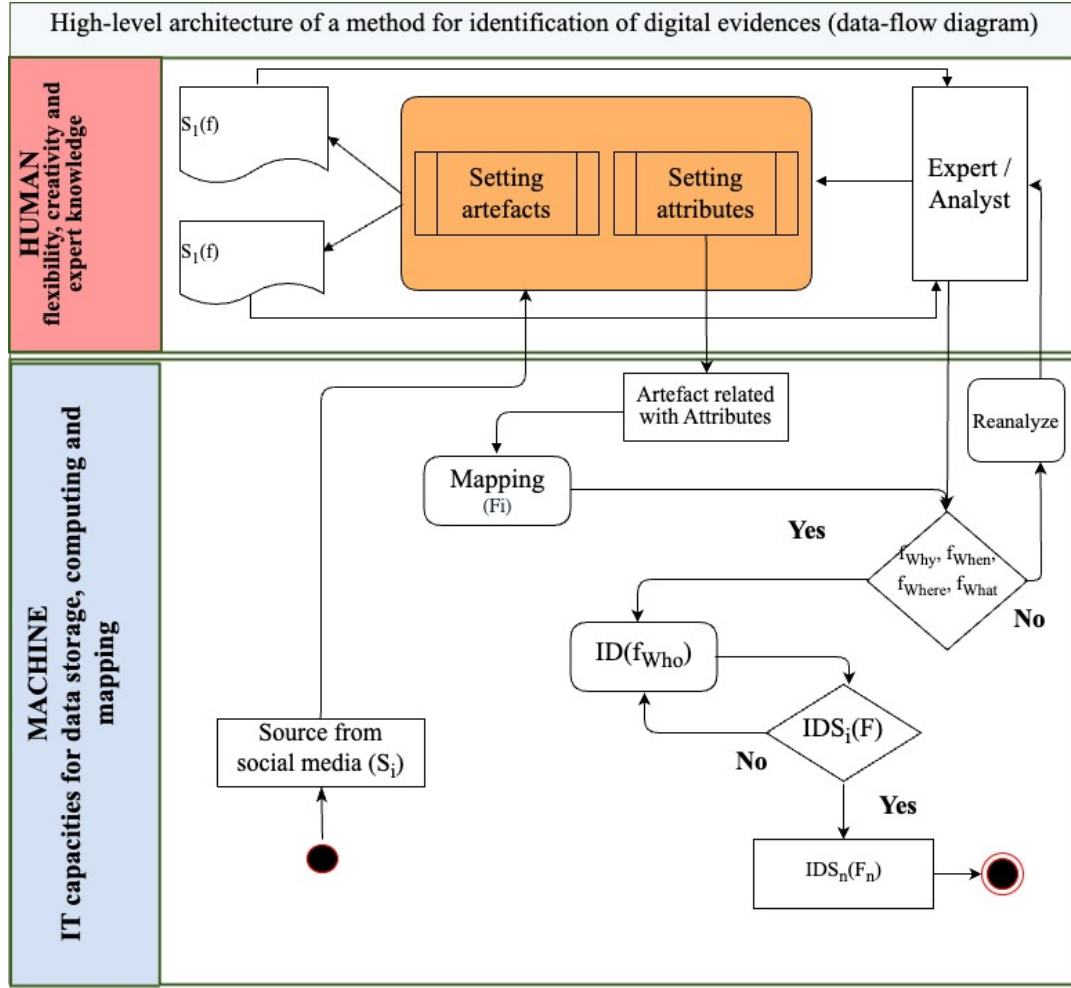 High-level architecture of a method for identification of digital evidences (data-flow diagram)
HUMAN
flexibility, creativity and
expert knowledge
S1(f)
S1(f)
Setting
artefacts
Setting
attributes
Expert /
Analyst
MACHINE
IT capacities for data storage, computing and
mapping
Artefact related
with Attributes
Reanalyze
Mapping
(Fi)
Yes
fWhy, fWhen,
fWhere, fWhat
No
ID(fWho)
IDSi(F)
No
Source from
social media (Si)
Yes
IDSn(Fn)